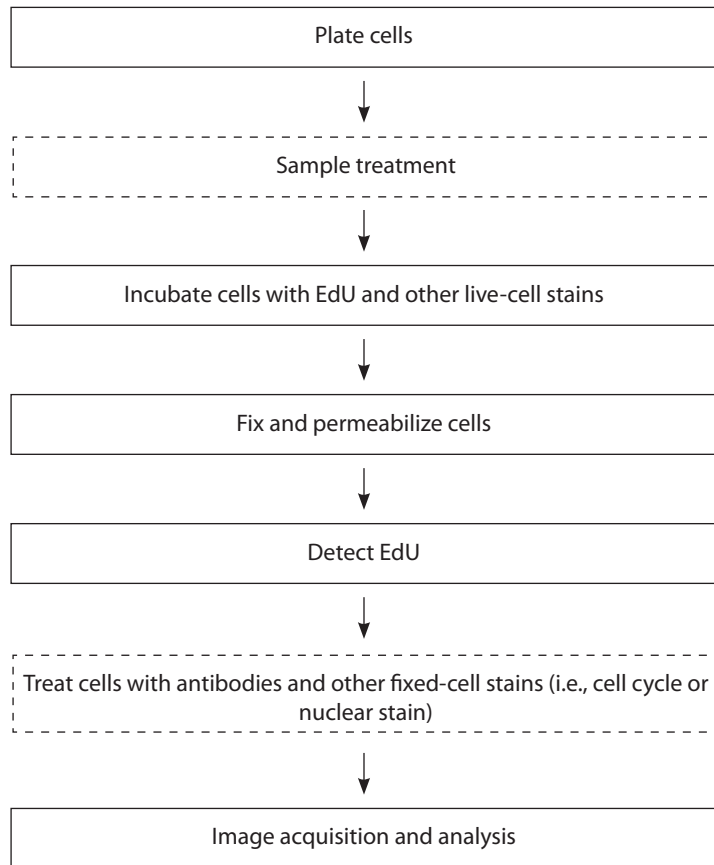 Plate cells
Sample treatment
Incubate cells with EdU and other live-cell stains
Fix and permeabilize cells
Detect EdU
Treat cells with antibodies and other fixed-cell stains (i.e., cell cycle or
nuclear stain)
Image acquisition and analysis